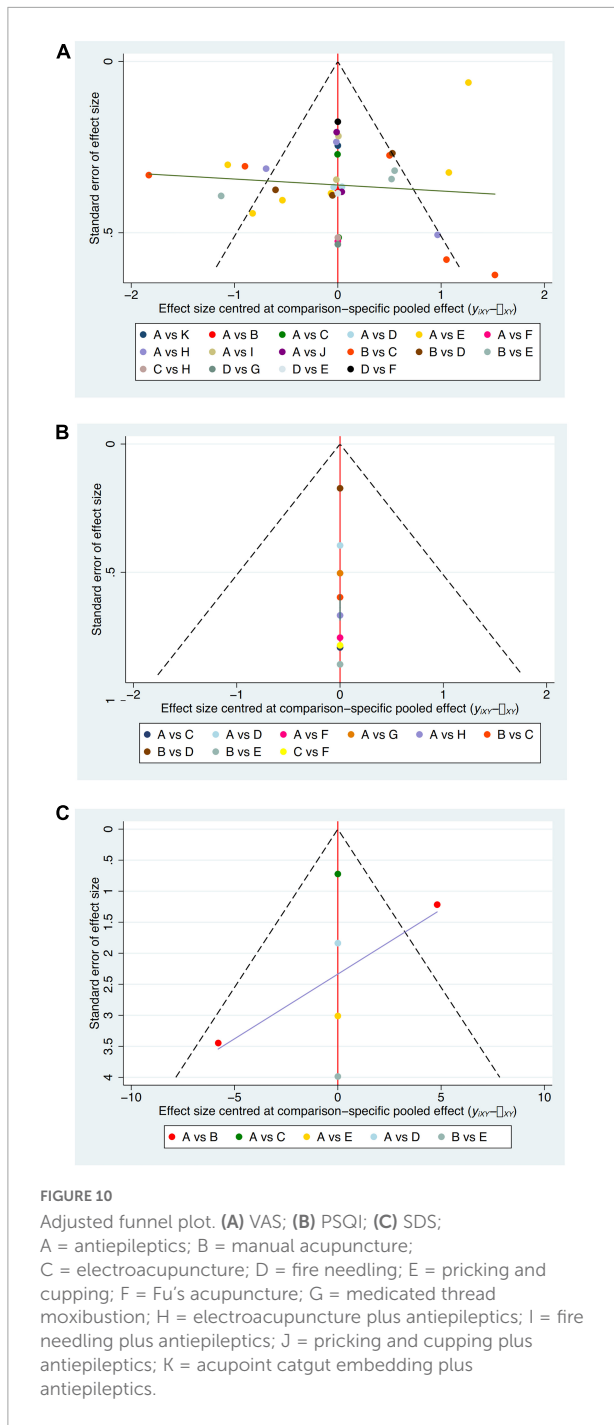 A
0
.5
Standard error of effect size
−2 −1 0 1 2
Effect size centred at comparison−specific pooled effect (yiXY−▯XY)
A vs K A vs B A vs C A vs D A vs E A vs F
A vs H A vs I A vs J B vs C B vs D B vs E
C vs H D vs G D vs E D vs F
B
0
.5
1
Standard error of effect size
−2 −1 0 1 2
Effect size centred at comparison−specific pooled effect (yiXY−▯XY)
A vs C A vs D A vs F A vs G A vs H B vs C
B vs D B vs E C vs F
C
0
.5
1
1.5
2
2.5
3
3.5
4
Standard error of effect size
−10 −5 0 5 10
Effect size centred at comparison−specific pooled effect (yiXY−▯XY)
A vs B A vs C A vs E A vs D B vs E
FIGURE 10
Adjusted funnel plot. (A) VAS; (B) PSQI; (C) SDS;
A = antiepileptics; B = manual acupuncture;
C = electroacupuncture; D = fire needling; E = pricking and
cupping; F = Fu's acupuncture; G = medicated thread
moxibustion; H = electroacupuncture plus antiepileptics; I = fire
needling plus antiepileptics; J = pricking and cupping plus
antiepileptics; K = acupoint catgut embedding plus
antiepileptics.